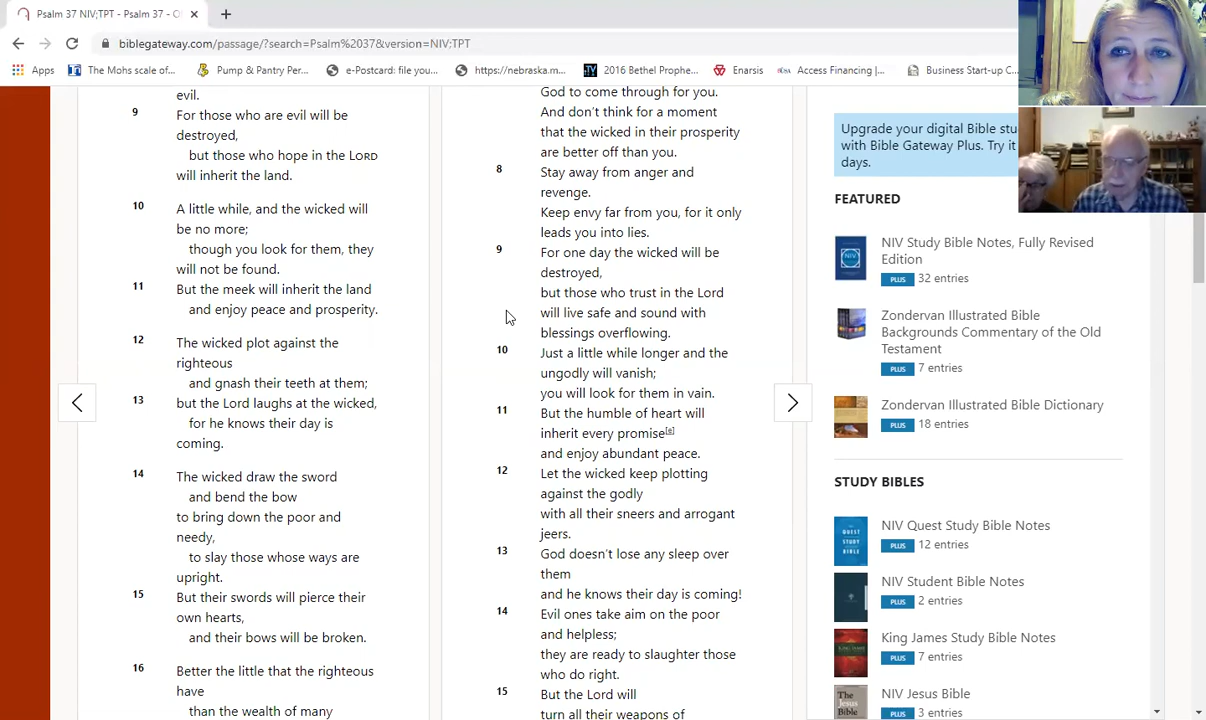 Psalm 37 NIV;TPT - Psalm 37 -
biblegateway.com/passage/?search=Psalm%2037&version=NIV;TPT
Apps
The Mohs scale of...
Pump & Pantry Per...
e-Postcard: file you...
https://nebraska.m...
2016 Bethel Prophe...
Enarsis
Access Financing |...
Business Start-up C...
evil.
9 For those who are evil will be
destroyed,
but those who hope in the LORD
will inherit the land.
10 A little while, and the wicked will
be no more;
though you look for them, they
will not be found.
11 But the meek will inherit the land
and enjoy peace and prosperity.
12 The wicked plot against the
righteous
and gnash their teeth at them;
13 but the Lord laughs at the wicked,
for he knows their day is
coming.
14 The wicked draw the sword
and bend the bow
to bring down the poor and
needy,
to slay those whose ways are
upright.
15 But their swords will pierce their
own hearts,
and their bows will be broken.
16 Better the little that the righteous
have
than the wealth of many
God to come through for you.
And don't think for a moment
that the wicked in their prosperity
are better off than you.
8 Stay away from anger and
revenge.
Keep envy far from you, for it only
leads you into lies.
9 For one day the wicked will be
destroyed,
but those who trust in the Lord
will live safe and sound with
blessings overflowing.
10 Just a little while longer and the
ungodly will vanish;
you will look for them in vain.
11 But the humble of heart will
inherit every promise[e]
and enjoy abundant peace.
12 Let the wicked keep plotting
against the godly
with all their sneers and arrogant
jeers.
13 God doesn't lose any sleep over
them
and he knows their day is coming!
14 Evil ones take aim on the poor
and helpless;
they are ready to slaughter those
who do right.
15 But the Lord will
turn all their weapons of
Upgrade your digital Bible stu
with Bible Gateway Plus. Try it
days.
FEATURED
NIV Study Bible Notes, Fully Revised
Edition
PLUS 32 entries
Zondervan Illustrated Bible
Backgrounds Commentary of the Old
Testament
PLUS 7 entries
Zondervan Illustrated Bible Dictionary
PLUS 18 entries
STUDY BIBLES
NIV Quest Study Bible Notes
PLUS 12 entries
NIV Student Bible Notes
PLUS 2 entries
King James Study Bible Notes
PLUS 7 entries
NIV Jesus Bible
PLUS 3 entries